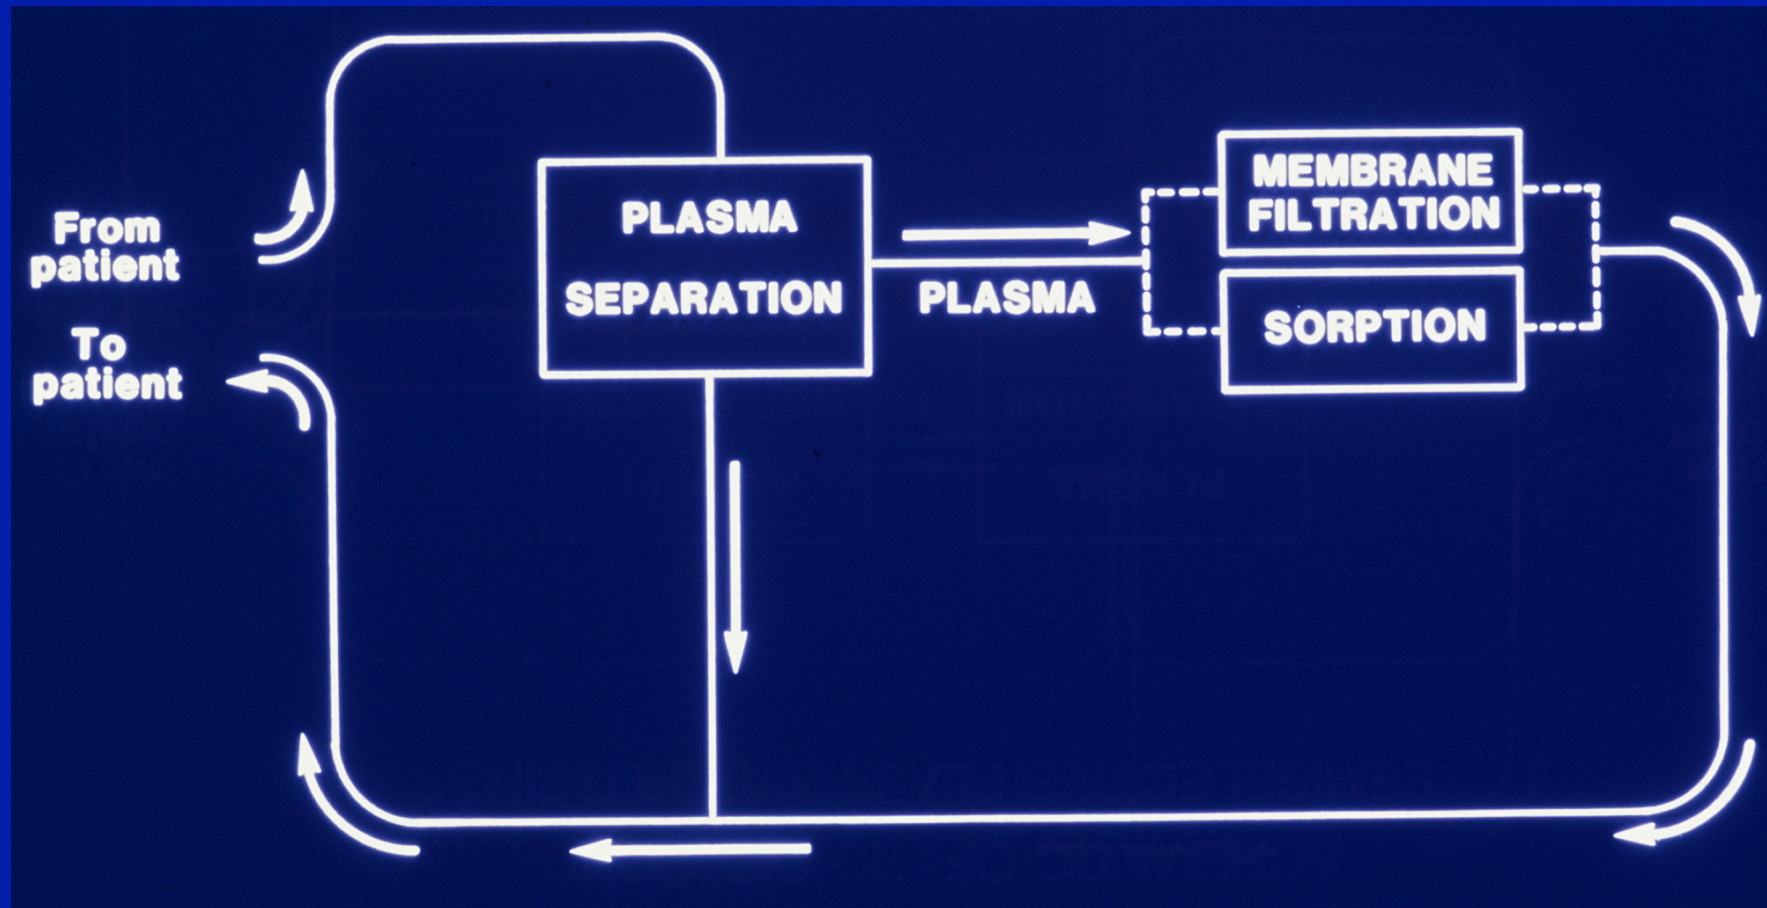 From
patient
To
patient
PLASMA
SEPARATION
PLASMA
MEMBRANE
FILTRATION
SORPTION